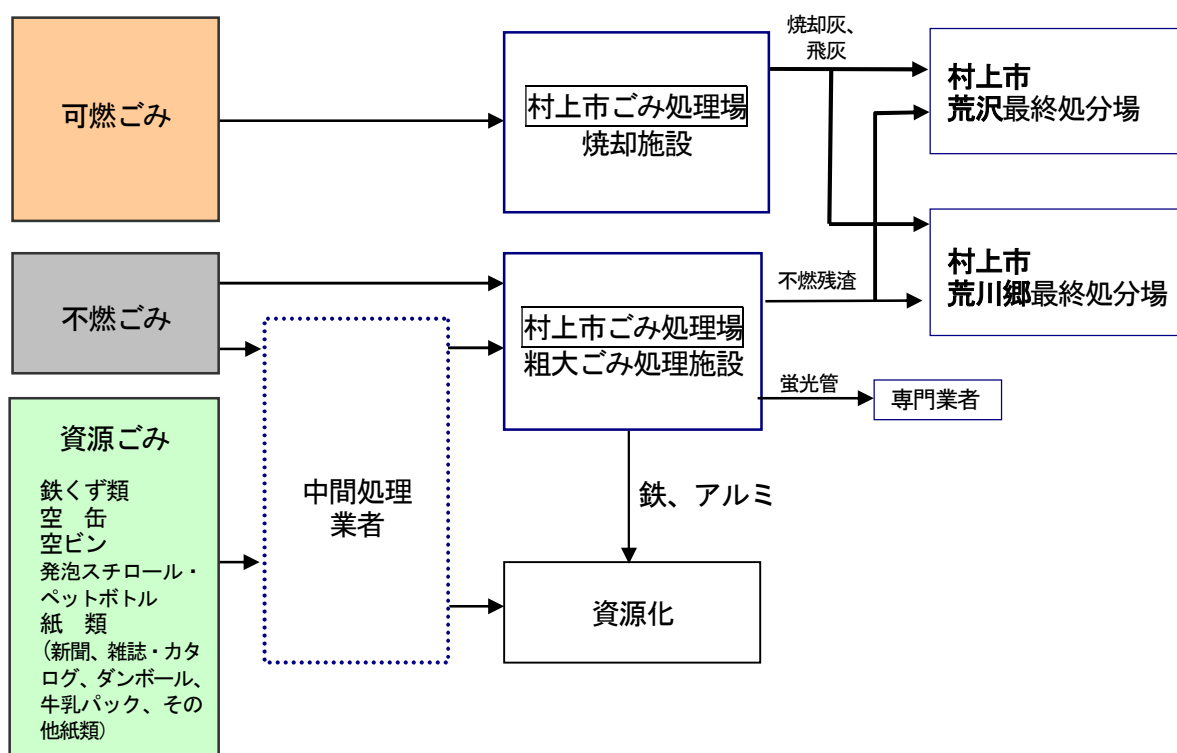 可燃ごみ
村上市ごみ処理場
焼却施設
焼却灰、
飛灰
村上市
荒沢最終処分場
村上市
荒川郷最終処分場
不燃ごみ
村上市ごみ処理場
粗大ごみ処理施設
不燃残渣
蛍光管
専門業者
資源ごみ
鉄くず類
空 缶
空ビン
発泡スチロール・
ペットボトル
紙 類
(新聞、雑誌・カタ
ログ、ダンボール、
牛乳パック、その
他紙類)
中間処理
業者
鉄、アルミ
資源化